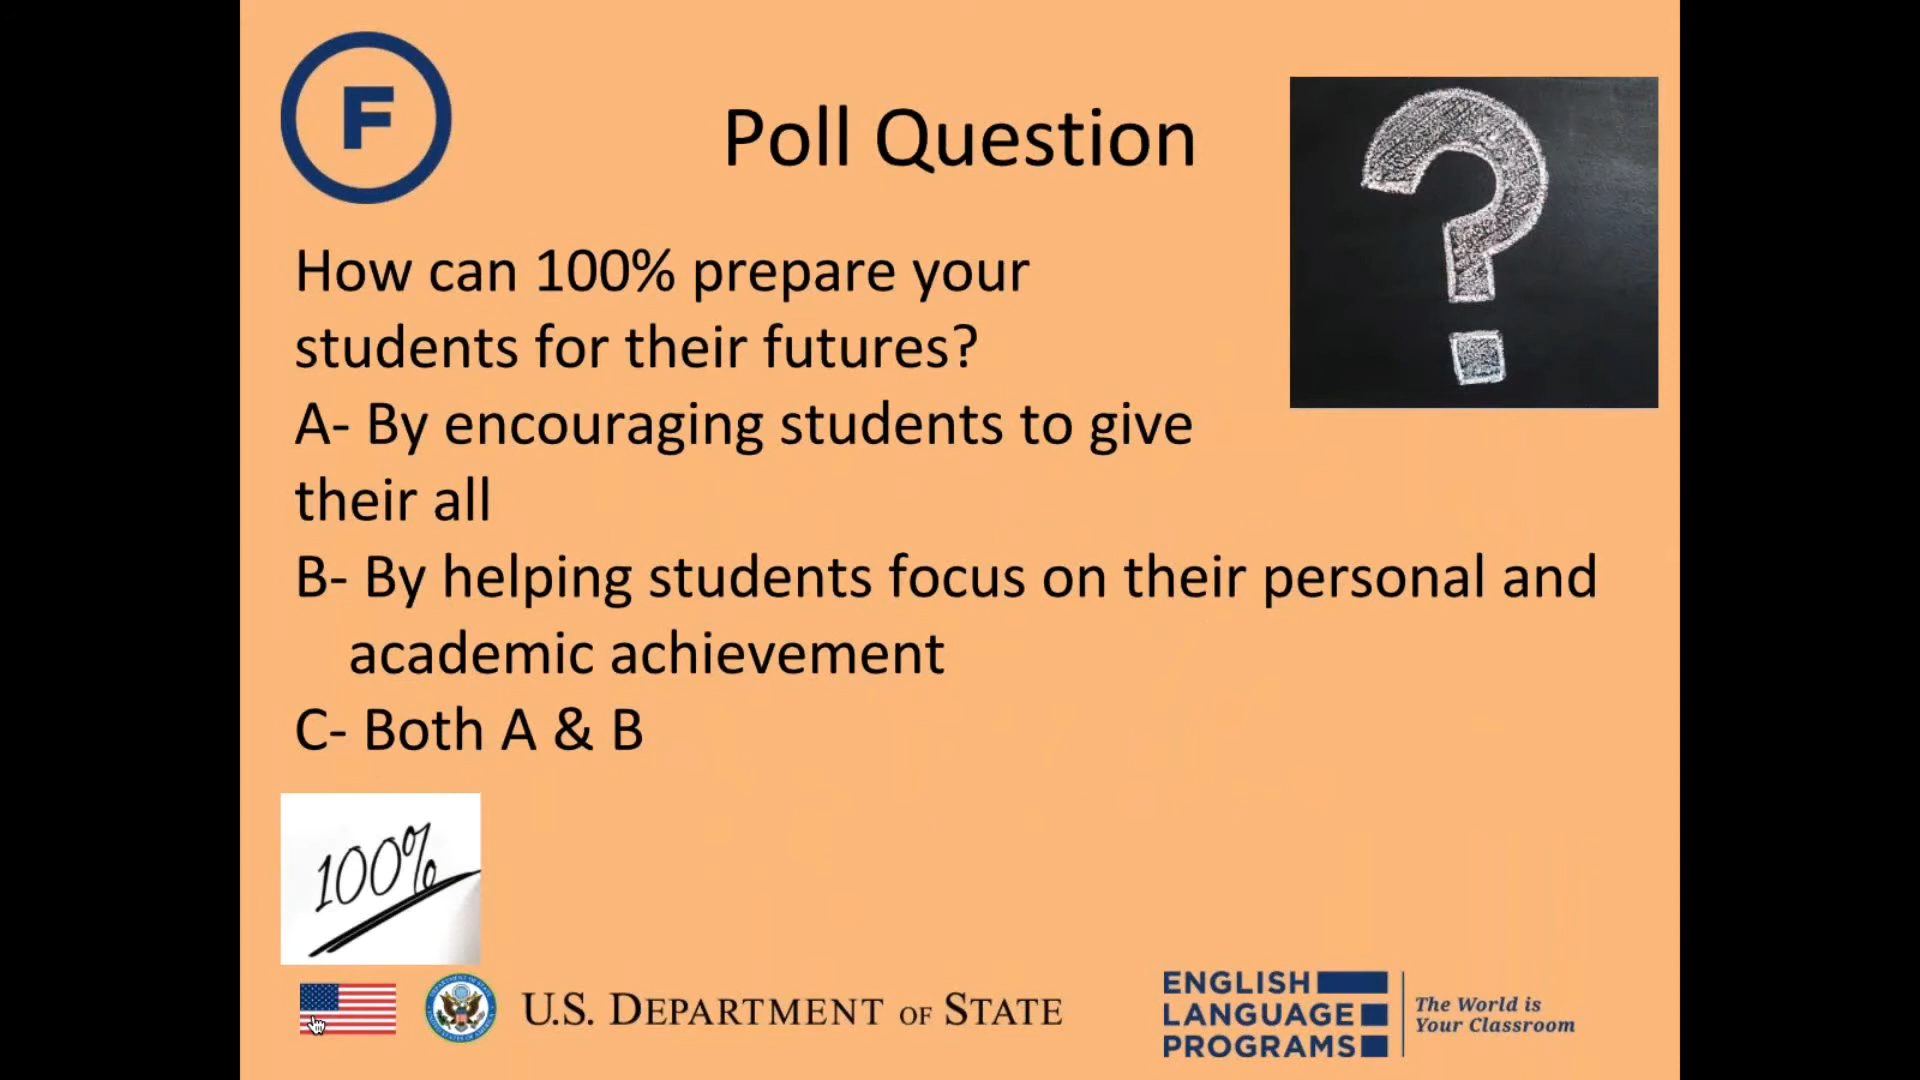 F
Poll Question
How can 100% prepare your
students for their futures?
A- By encouraging students to give
their all
B- By helping students focus on their personal and
academic achievement
C- Both A & B
100%
U.S. DEPARTMENT OF STATE
ENGLISH
LANGUAGE
PROGRAMS
The World is
Your Classroom